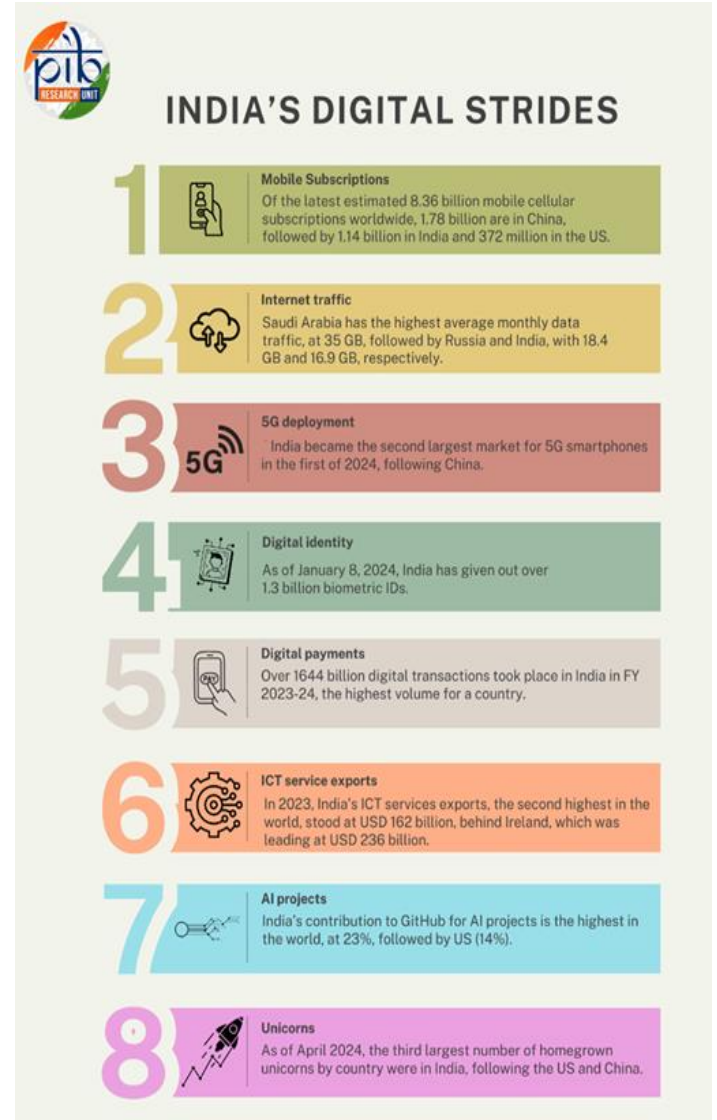 pib
RESEARCH UNIT
INDIA'S DIGITAL STRIDES
1
Mobile Subscriptions
Of the latest estimated 8.36 billion mobile cellular
subscriptions worldwide, 1.78 billion are in China,
followed by 1.14 billion in India and 372 million in the US.
2
Internet traffic
Saudi Arabia has the highest average monthly data
traffic, at 35 GB, followed by Russia and India, with 18.4
GB and 16.9 GB, respectively.
3
5G
5G deployment
India became the second largest market for 5G smartphones
in the first of 2024, following China.
4
Digital identity
As of January 8, 2024, India has given out over
1.3 billion biometric IDs.
5
PAY
Digital payments
Over 1644 billion digital transactions took place in India in FY
2023-24, the highest volume for a country.
6
ICT service exports
In 2023, India's ICT services exports, the second highest in the
world, stood at USD 162 billion, behind Ireland, which was
leading at USD 236 billion.
7
AI projects
India's contribution to GitHub for AI projects is the highest in
the world, at 23%, followed by US (14%).
8
Unicorns
As of April 2024, the third largest number of homegrown
unicorns by country were in India, following the US and China.